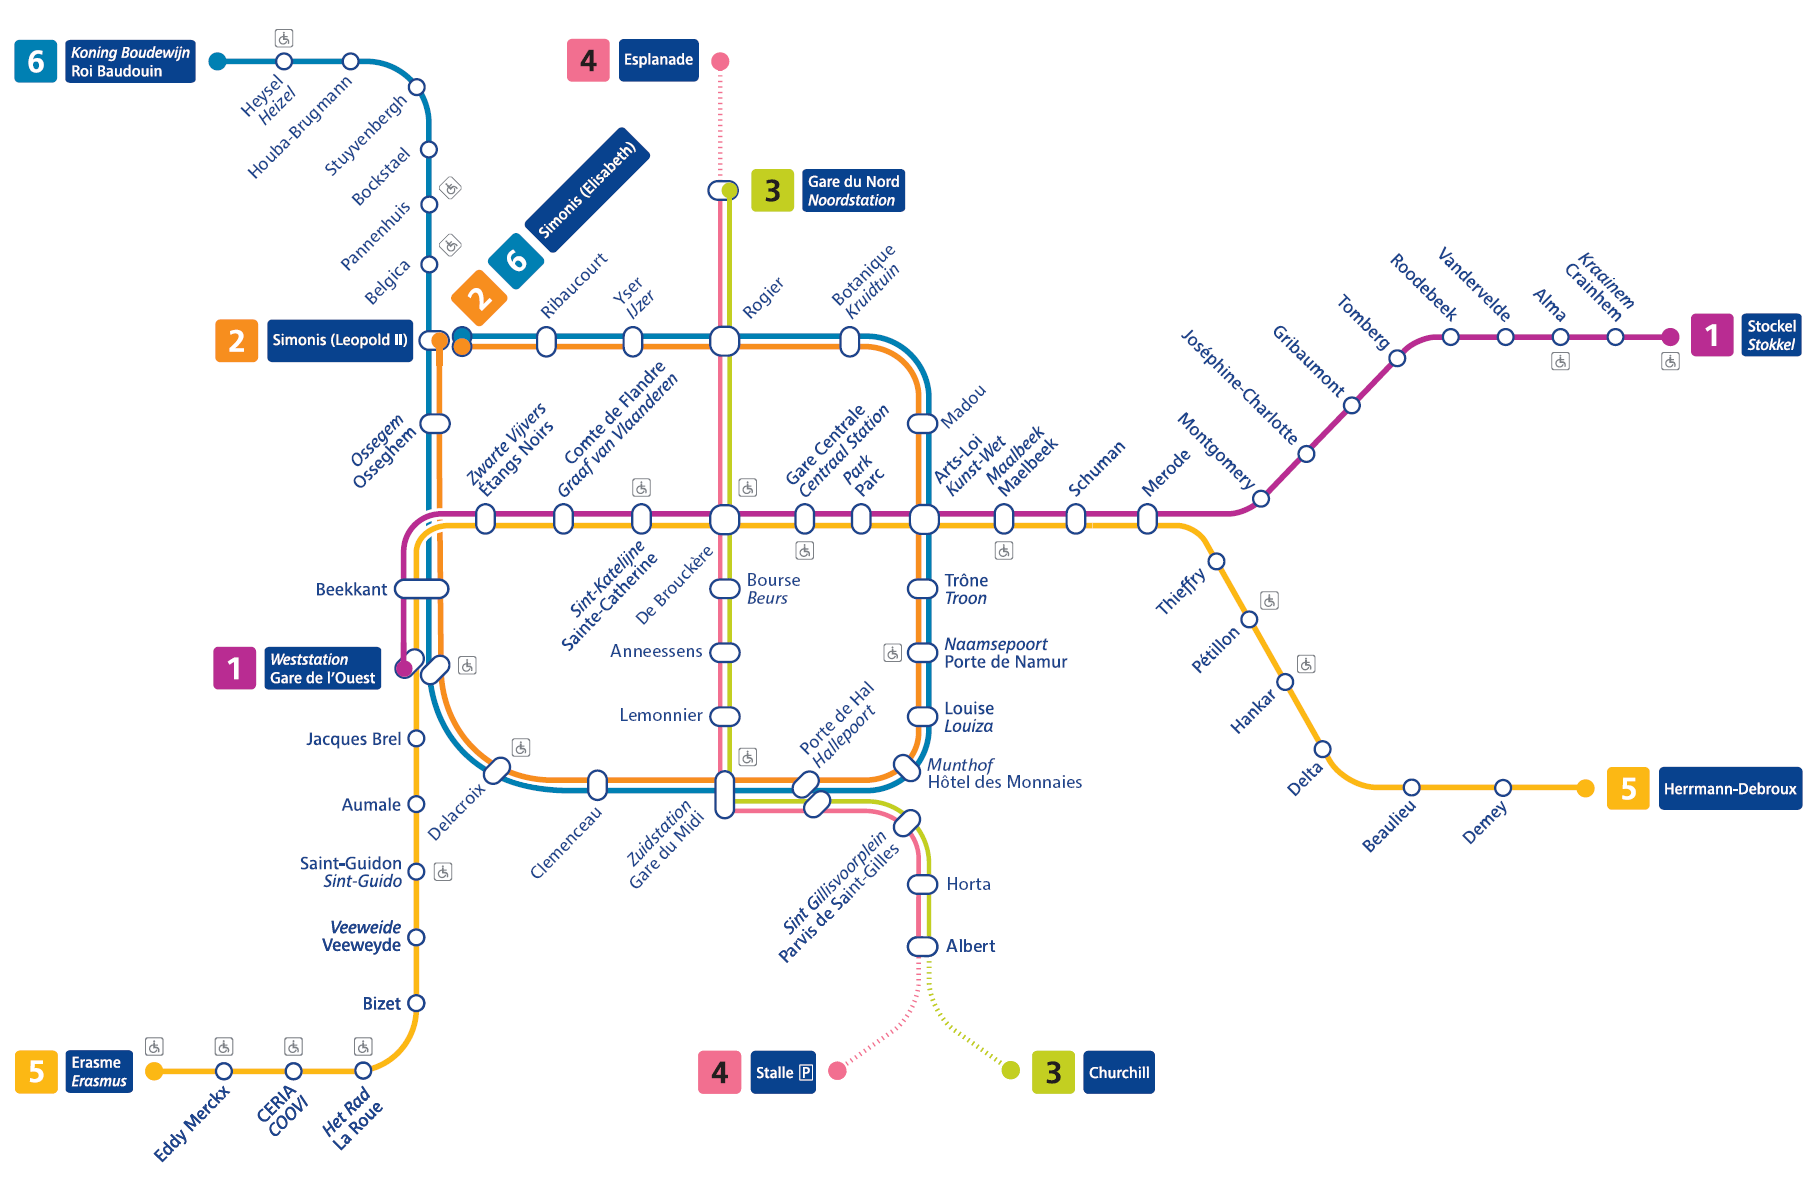 6
Koning Boudewijn
Roi Baudouin
Heysel
Heizel
Houba-Brugmann
Stuyvenbergh
Bockstael
Pannenhuis
Belgica
4
Esplanade
3
Gare du Nord
Noordstation
2
6
Simonis (Elisabeth)
2
Simonis (Leopold II)
Ribaucourt
Yser
IJzer
Rogier
Botanique
Kruidtuin
Madou
Ossegem
Osseghem
Zwarte Vijvers
Étangs Noirs
Comte de Flandre
Graaf van Vlaanderen
Sint-Katelijne
Sainte-Catherine
De Brouckère
Gare Centrale
Centraal Station
Park
Parc
Arts-Loi
Kunst-Wet
Maalbeek
Maelbeek
Schuman
Merode
Montgomery
Joséphine-Charlotte
Gribaumont
Tomberg
Roodebeek
Vandervelde
Alma
Kraainem
Crainhem
1
Stockel
Stokkel
Beekkant
1
Weststation
Gare de l'Ouest
Bourse
Beurs
Anneessens
Lemonnier
Trône
Troon
Naamsepoort
Porte de Namur
Louise
Louiza
Munthof
Hôtel des Monnaies
Porte de Hal
Hallepoort
Thieffry
Pétillon
Hankar
Delta
Beaulieu
Demey
5
Herrmann-Debroux
Jacques Brel
Aumale
Saint-Guidon
Sint-Guido
Veeweide
Veeweyde
Bizet
Delacroix
Clemenceau
Zuidstation
Gare du Midi
Sint Gillisvoorplein
Parvis de Saint-Gilles
Horta
Albert
5
Erasme
Erasmus
Eddy Merckx
CERIA
COOVI
Het Rad
La Roue
4
Stalle P
3
Churchill